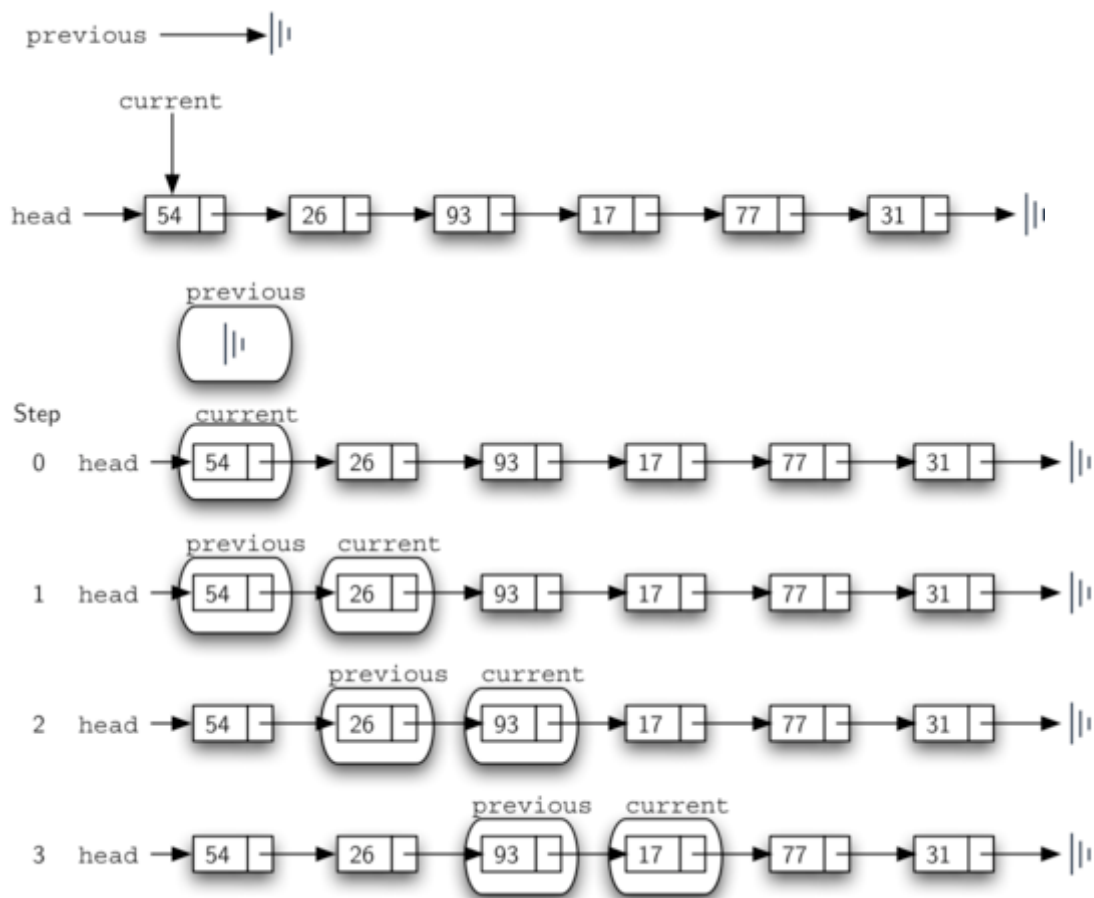 previous
current
head 54 26 93 17 77 31
previous
Step current
0 head 54 26 93 17 77 31
previous current
1 head 54 26 93 17 77 31
previous current
2 head 54 26 93 17 77 31
previous current
3 head 54 26 93 17 77 31